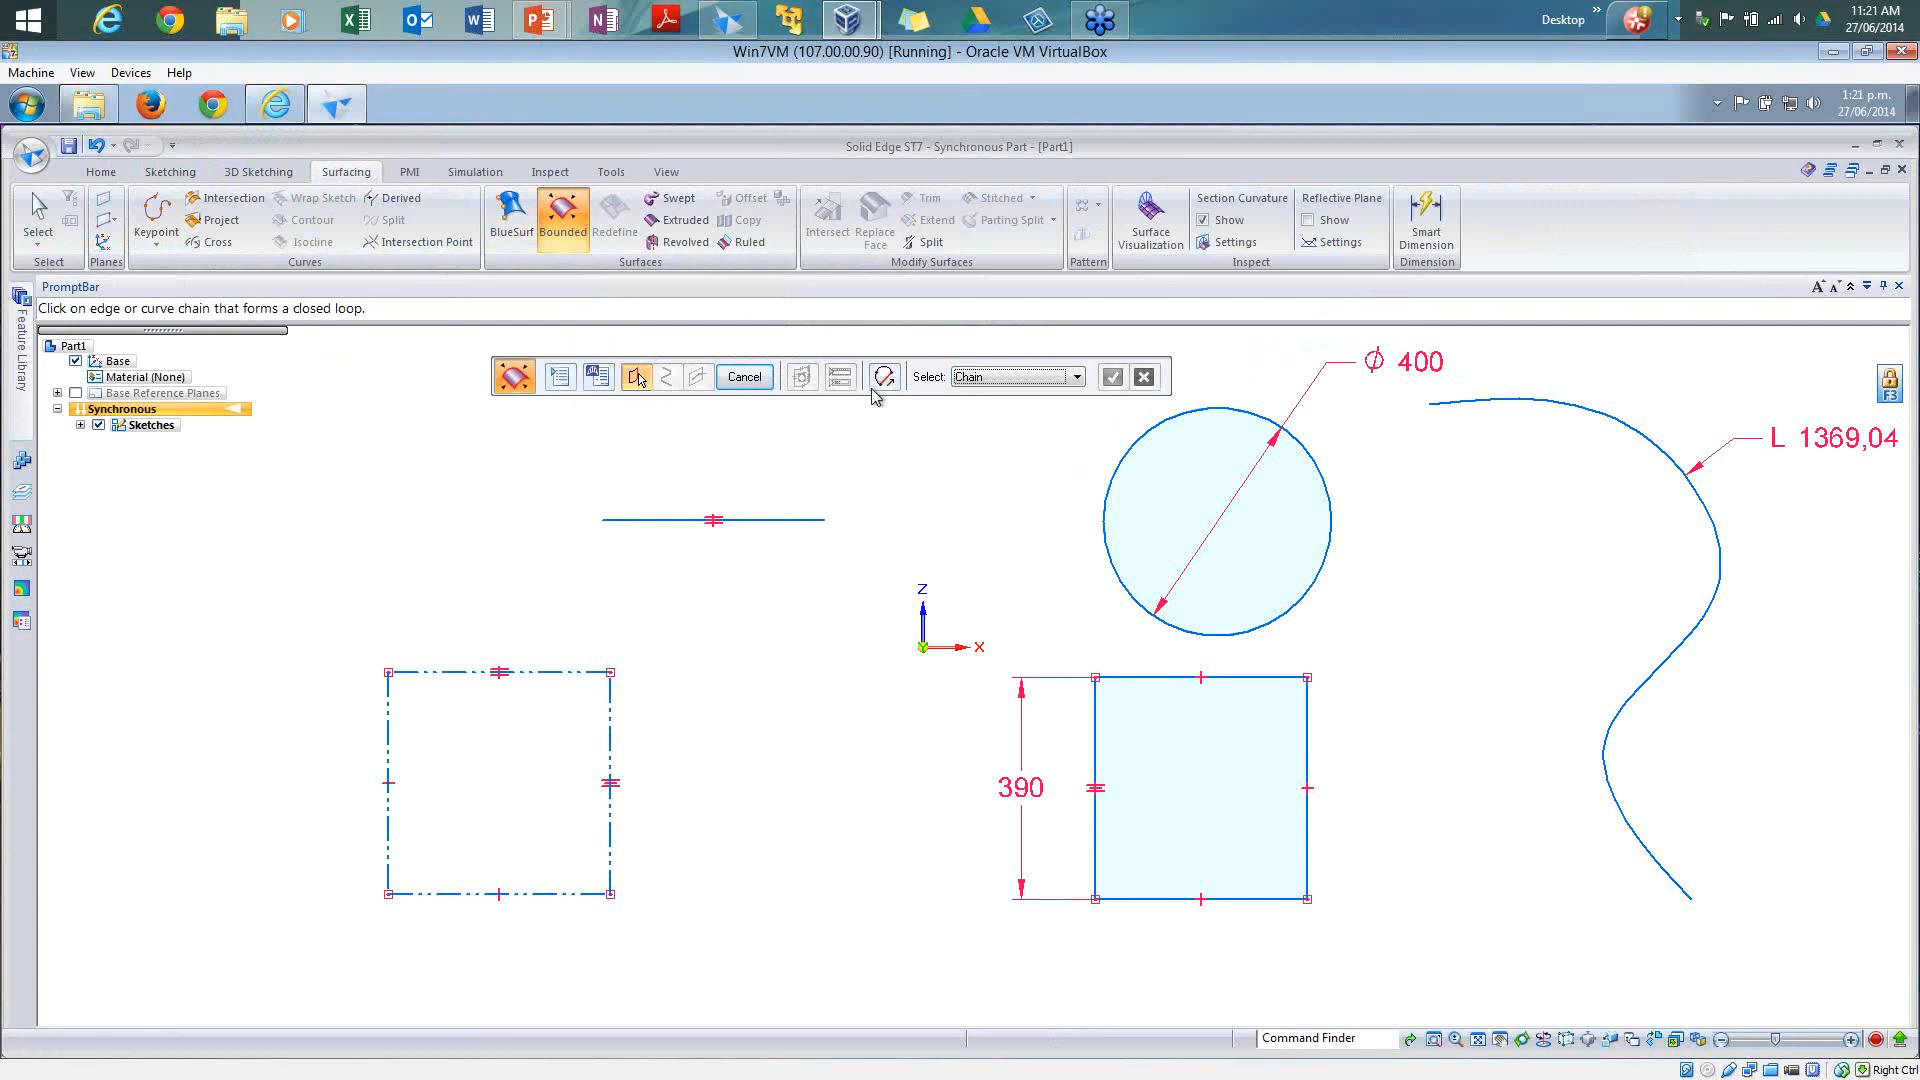 Desktop
11:21 AM
27/06/2014
Win7VM (107.00.00.90) [Running] - Oracle VM VirtualBox
Machine View Devices Help
1:21 p.m.
27/06/2014
Solid Edge ST7 - Synchronous Part - [Part1]
Home Sketching 3D Sketching Surfacing PMI Simulation Inspect Tools View
Intersection Wrap Sketch Derived Swept Offset Trim Stitched Section Curvature Reflective Plane
Select Keypoint Project Contour Split BlueSurf Bounded Redefine Extruded Copy Intersect Replace Face Extend Parting Split Surface Visualization Show Show Smart Dimension
Cross Isocline Intersection Point Revolved Ruled Split Settings Settings
Select Planes Curves Surfaces Modify Surfaces Pattern Inspect Dimension
PromptBar
Click on edge or curve chain that forms a closed loop.
Feature Library
Part1
Base
Material (None)
Base Reference Planes
Synchronous
Sketches
Cancel Select: Chain
F3
⌀ 400
L 1369,04
Z
X
390
Command Finder
Right Ctrl